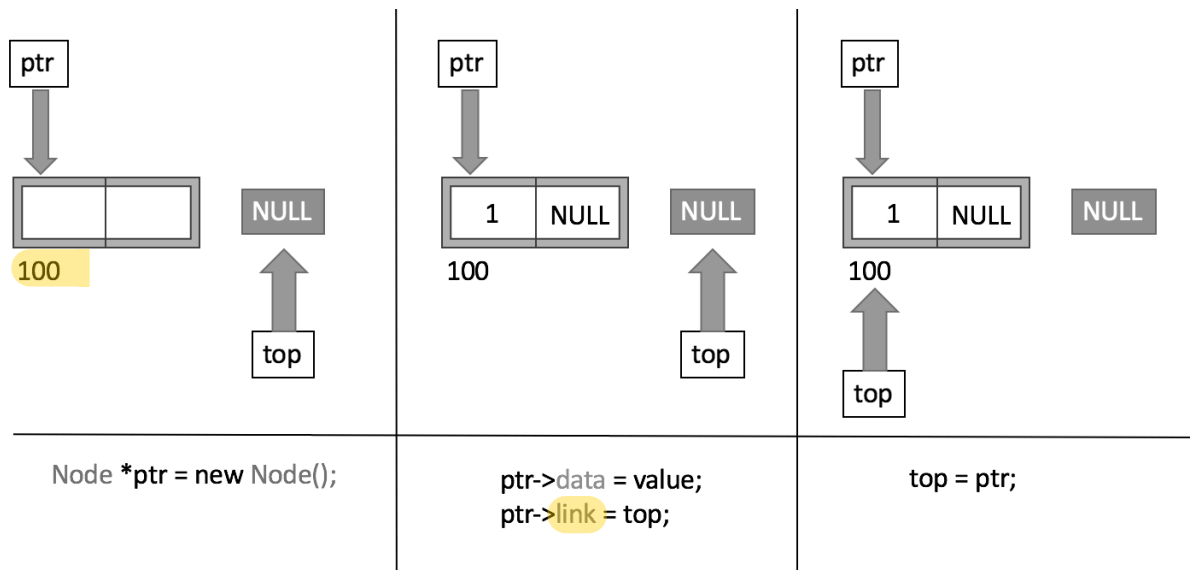 ptr
NULL
100
top
Node *ptr = new Node();
ptr
1 NULL
NULL
100
top
ptr->data = value;
ptr->link = top;
ptr
1 NULL
NULL
100
top
top = ptr;